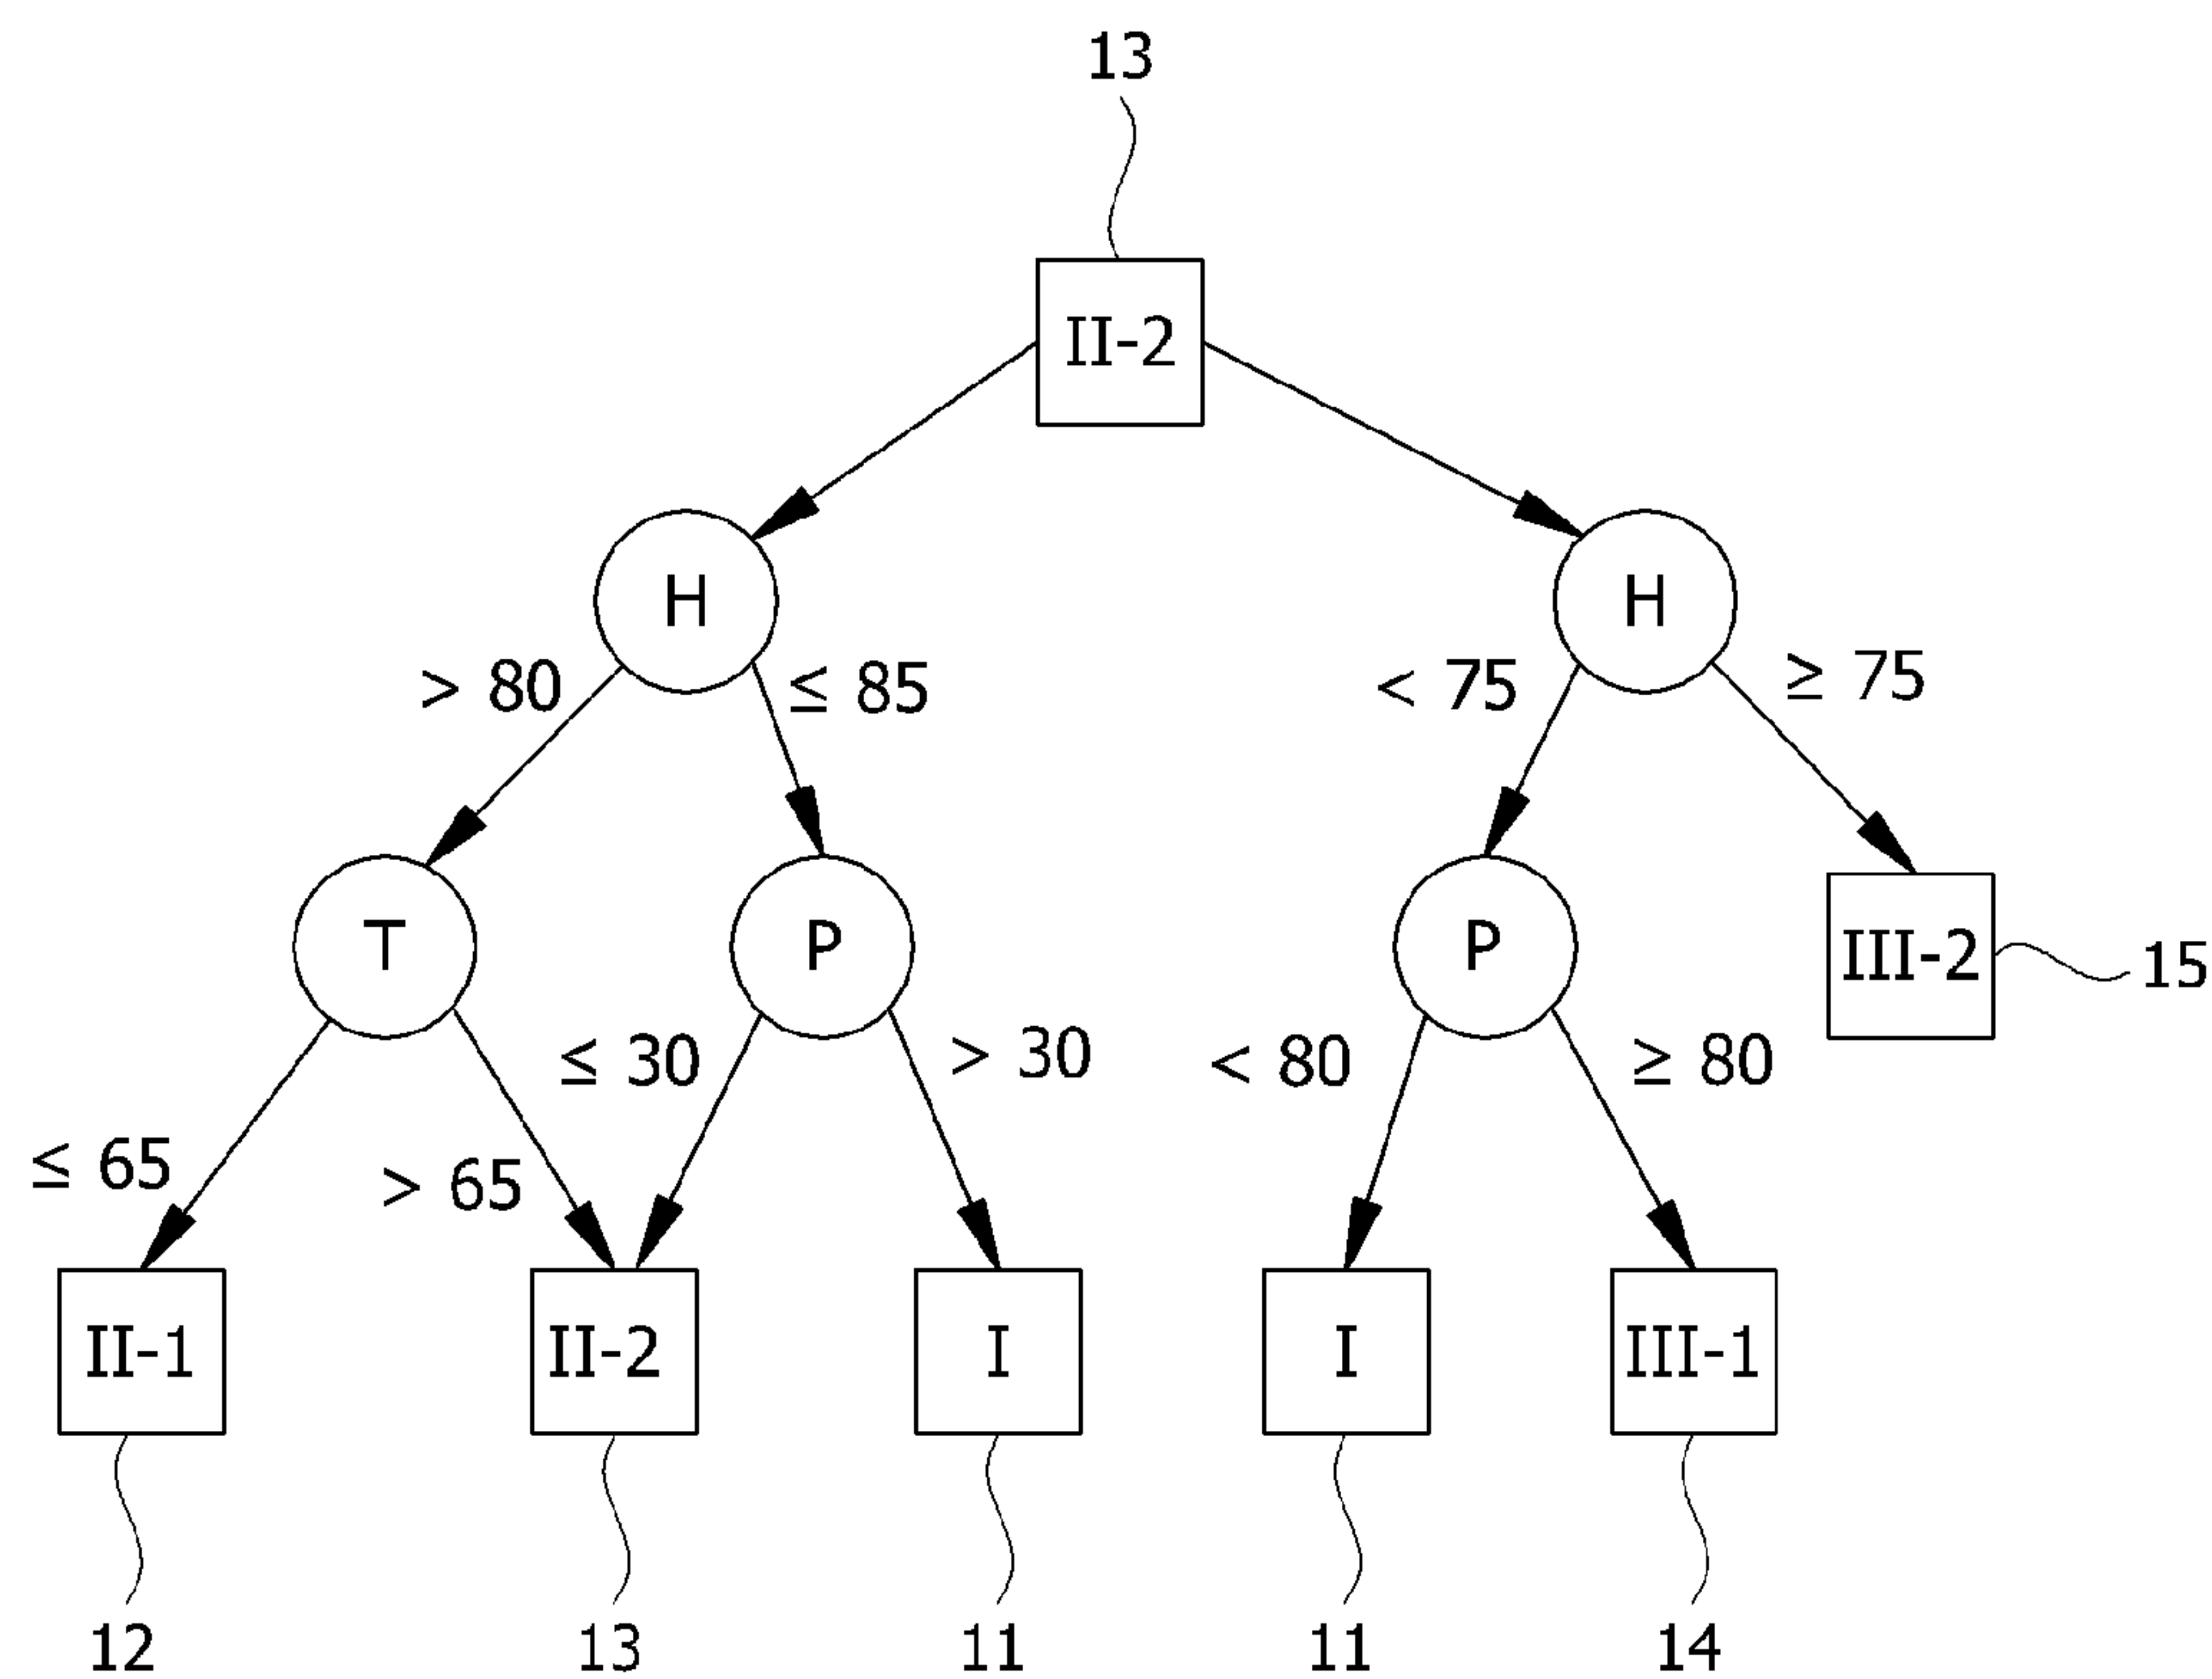 13
II-2
H
H
> 80
≤ 85
< 75
≥ 75
T
P
P
III-2
15
≤ 30
> 30
< 80
≥ 80
≤ 65
> 65
II-1
II-2
I
I
III-1
12
13
11
11
14